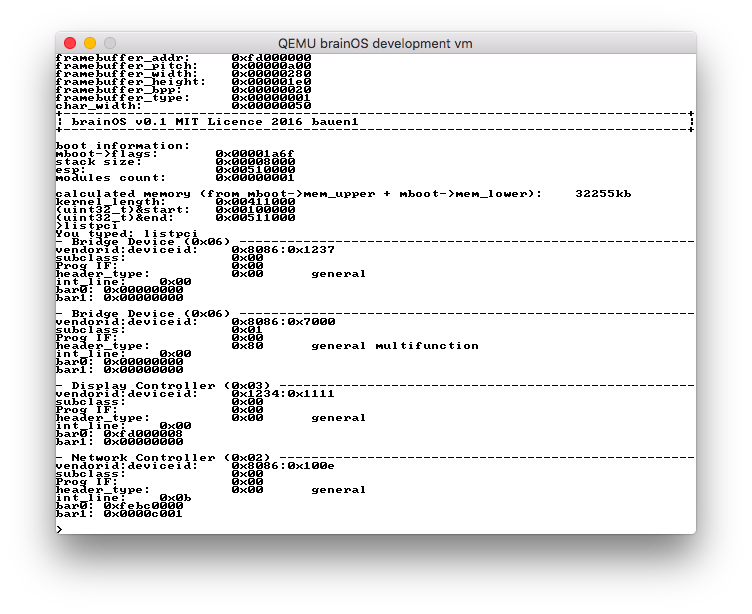 QEMU brainOS development vm
framebuffer_addr: 0xfd000000
framebuffer_pitch: 0x00000a00
framebuffer_width: 0x00000280
framebuffer_height: 0x000001e0
framebuffer_bpp: 0x00000020
framebuffer_type: 0x00000001
char_width: 0x00000050
+------------------------------------------------------------------------------+
¦ brainOS v0.1 MIT Licence 2016 bauen1 ¦
+------------------------------------------------------------------------------+
boot information:
mboot->flags: 0x00001a6f
stack size: 0x00008000
esp: 0x00510000
modules count: 0x00000001
calculated memory (from mboot->mem_upper + mboot->mem_lower): 32255kb
kernel_length: 0x00411000
(uint32_t)&start: 0x00100000
(uint32_t)&end: 0x00511000
>listpci
You typed: listpci
- Bridge Device (0x06) ---------------------------------------------------------
vendorid:deviceid: 0x8086:0x1237
subclass: 0x00
Prog IF: 0x00
header_type: 0x00 general
int_line: 0x00
bar0: 0x00000000
bar1: 0x00000000
- Bridge Device (0x06) ---------------------------------------------------------
vendorid:deviceid: 0x8086:0x7000
subclass: 0x01
Prog IF: 0x00
header_type: 0x80 general multifunction
int_line: 0x00
bar0: 0x00000000
bar1: 0x00000000
- Display Controller (0x03) ----------------------------------------------------
vendorid:deviceid: 0x1234:0x1111
subclass: 0x00
Prog IF: 0x00
header_type: 0x00 general
int_line: 0x00
bar0: 0xfd000008
bar1: 0x00000000
- Network Controller (0x02) ----------------------------------------------------
vendorid:deviceid: 0x8086:0x100e
subclass: 0x00
Prog IF: 0x00
header_type: 0x00 general
int_line: 0x0b
bar0: 0xfebc0000
bar1: 0x0000c001
>